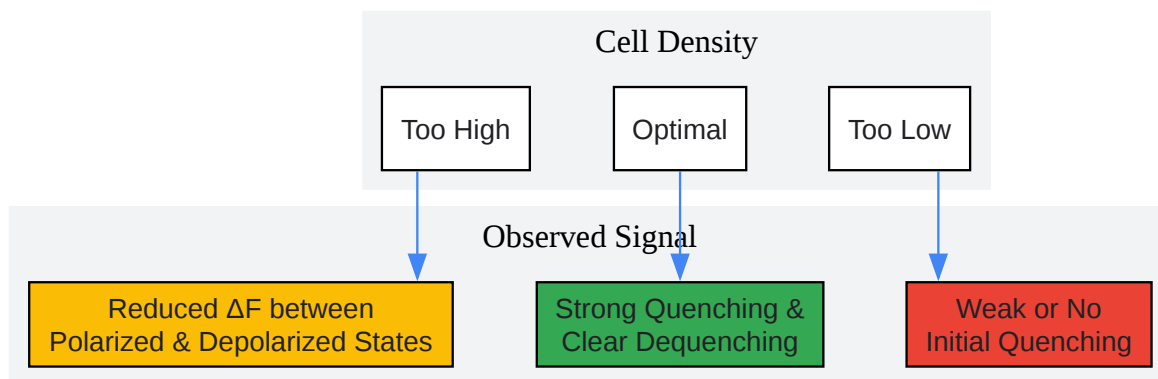 Cell Density
Too High
Optimal
Too Low
Observed Signal
Reduced ΔF between
Polarized & Depolarized States
Strong Quenching &
Clear Dequenching
Weak or No
Initial Quenching